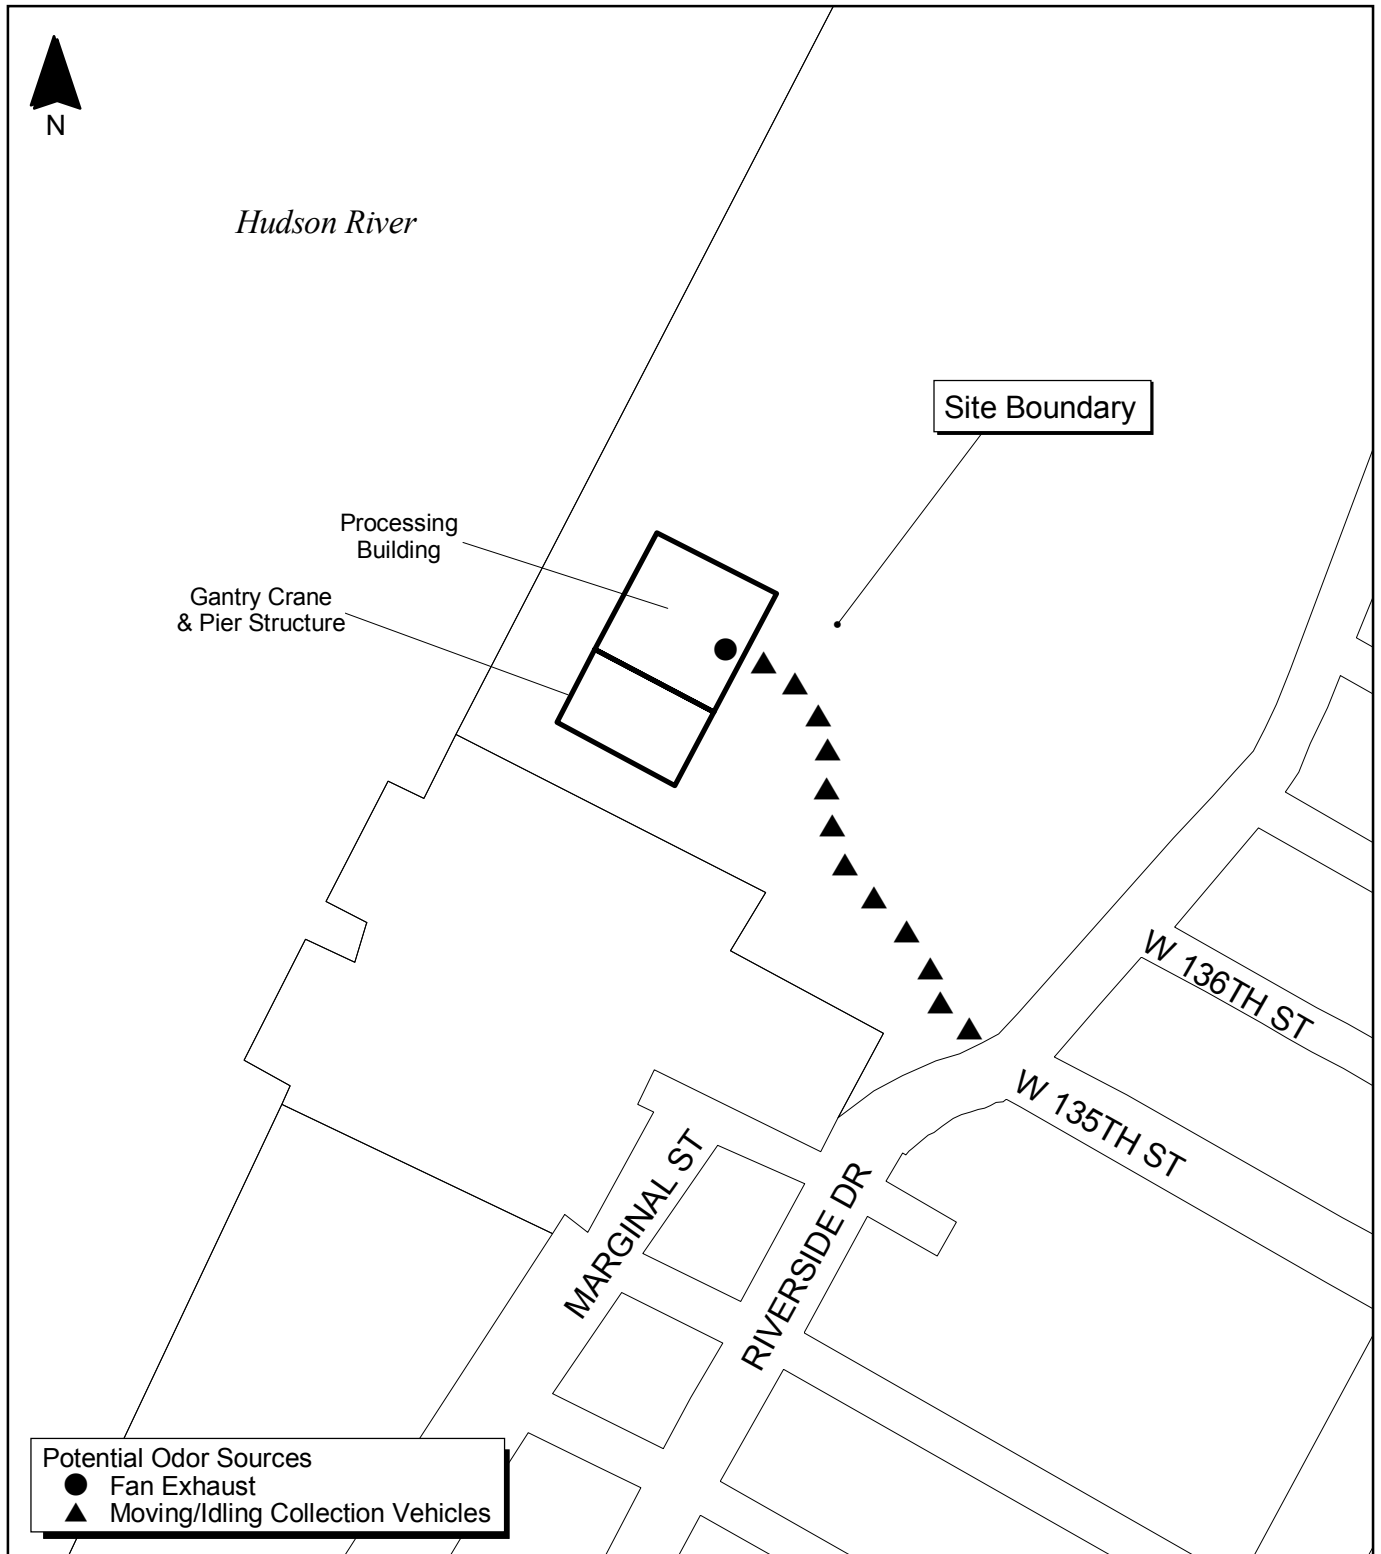 N
Hudson River
Site Boundary
Processing
Building
Gantry Crane
& Pier Structure
W 136TH ST
W 135TH ST
MARGINAL ST
RIVERSIDE DR
Potential Odor Sources
Fan Exhaust
Moving/Idling Collection Vehicles